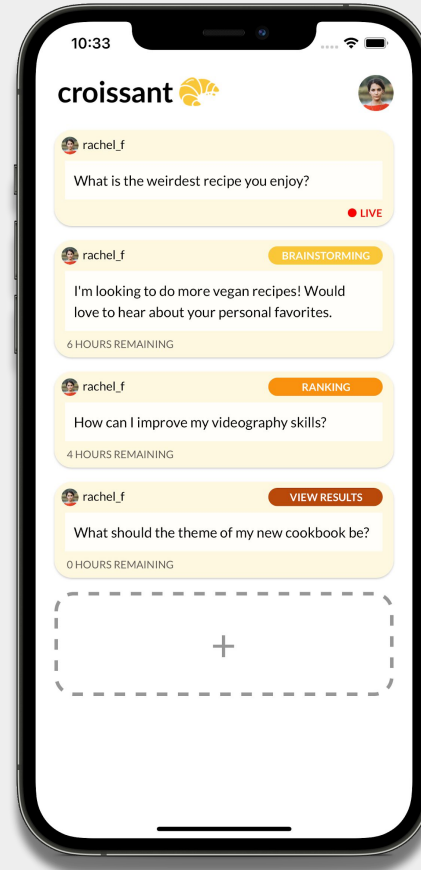 10:33
croissant
rachel_f
What is the weirdest recipe you enjoy?
LIVE
rachel_f
BRAINSTORMING
I'm looking to do more vegan recipes! Would
love to hear about your personal favorites.
6 HOURS REMAINING
rachel_f
RANKING
How can I improve my videography skills?
4 HOURS REMAINING
rachel_f
VIEW RESULTS
What should the theme of my new cookbook be?
0 HOURS REMAINING
+